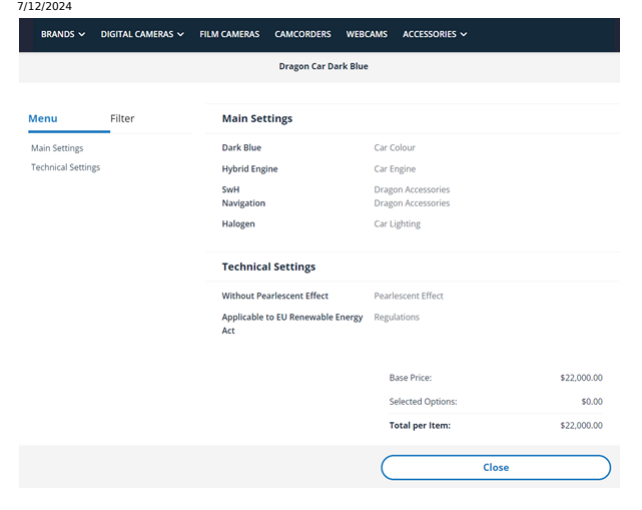 7/12/2024
BRANDS DIGITAL CAMERAS FILM CAMERAS CAMCORDERS WEBCAMS ACCESSORIES
Dragon Car Dark Blue
Menu Filter
Main Settings
Technical Settings
Main Settings
Dark Blue Car Colour
Hybrid Engine Car Engine
SwH Dragon Accessories
Navigation Dragon Accessories
Halogen Car Lighting
Technical Settings
Without Pearlescent Effect Pearlescent Effect
Applicable to EU Renewable Energy Regulations
Act
Base Price: $22,000.00
Selected Options: $0.00
Total per Item: $22,000.00
Close